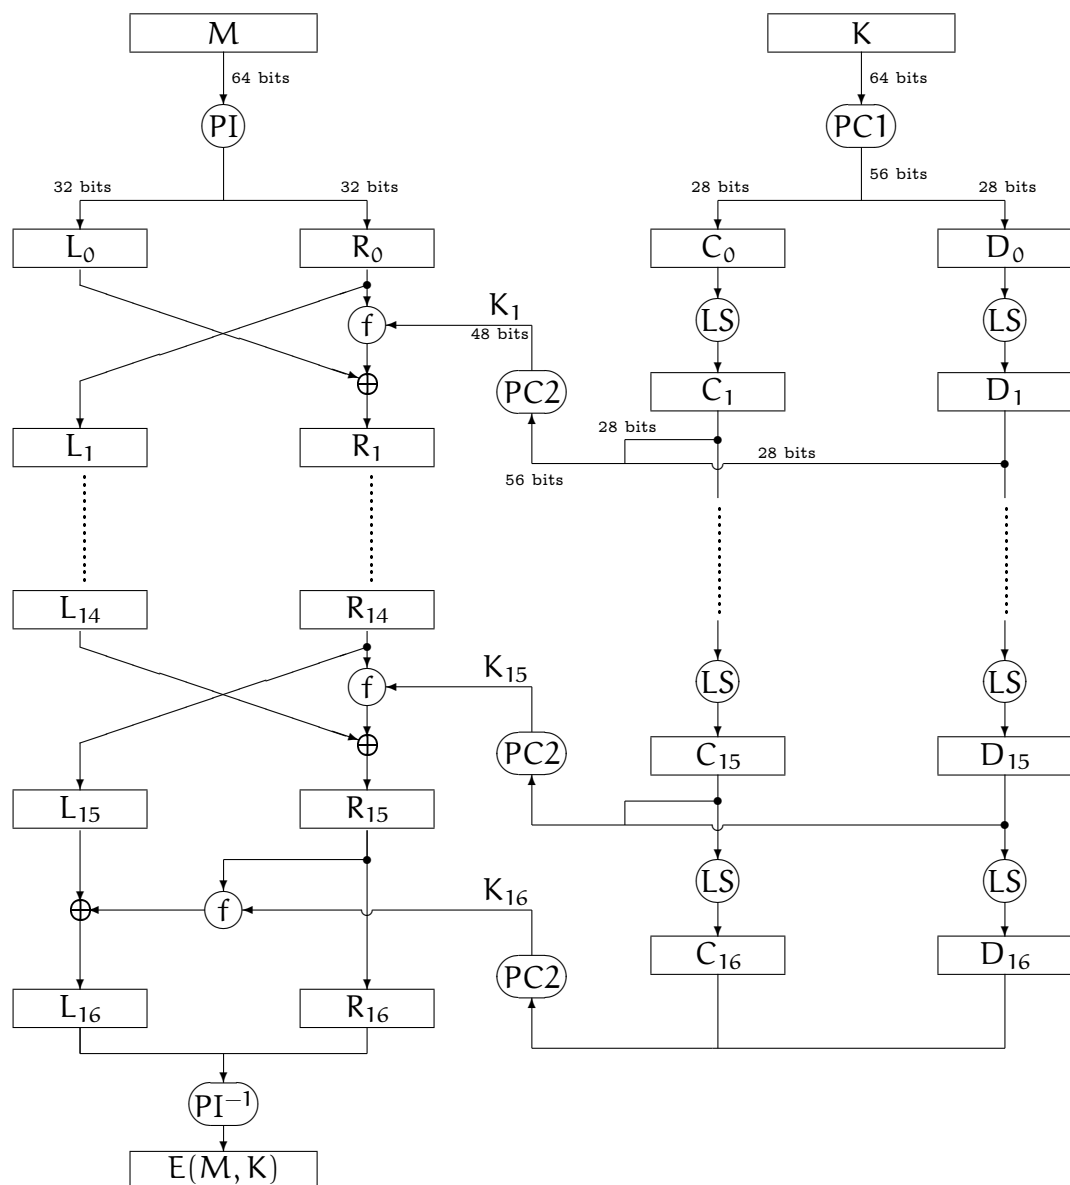 M K
64 bits 64 bits
PI PC1
56 bits
32 bits 32 bits 28 bits 28 bits
L₀ R₀ C₀ D₀
K₁
f LS LS
48 bits
PC2 C₁ D₁
28 bits
L₁ R₁ 28 bits
56 bits
L₁₄ R₁₄
K₁₅
f LS LS
PC2 C₁₅ D₁₅
L₁₅ R₁₅
LS LS
K₁₆
f
C₁₆ D₁₆
PC2
L₁₆ R₁₆
PI⁻¹
E(M, K)